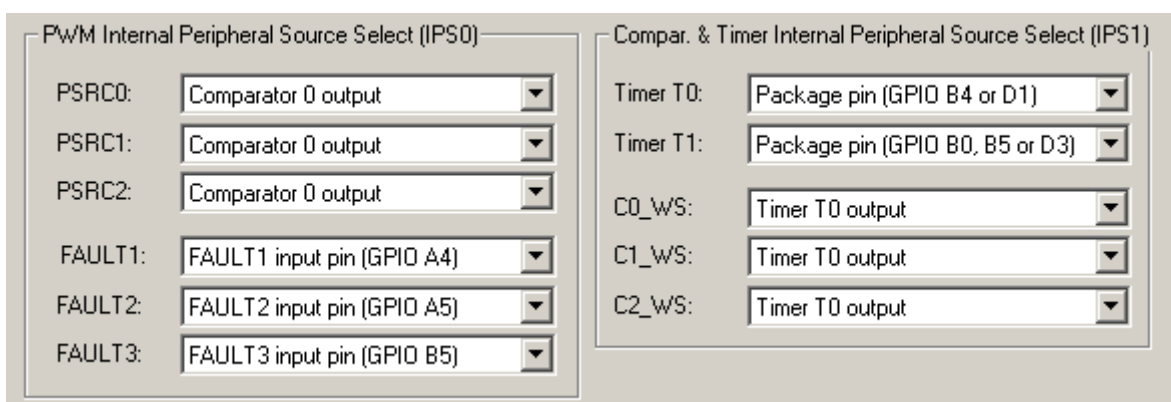 PWM Internal Peripheral Source Select (IPS0)
PSRC0: Comparator 0 output
PSRC1: Comparator 0 output
PSRC2: Comparator 0 output
FAULT1: FAULT1 input pin (GPIO A4)
FAULT2: FAULT2 input pin (GPIO A5)
FAULT3: FAULT3 input pin (GPIO B5)
Compar. & Timer Internal Peripheral Source Select (IPS1)
Timer T0: Package pin (GPIO B4 or D1)
Timer T1: Package pin (GPIO B0, B5 or D3)
C0_WS: Timer T0 output
C1_WS: Timer T0 output
C2_WS: Timer T0 output